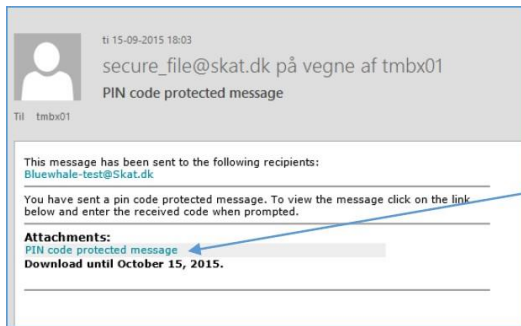 ti 15-09-2015 18:03
secure_file@skat.dk på vegne af tmbx01
PIN code protected message
Til tmbx01
This message has been sent to the following recipients:
Bluewhale-test@Skat.dk
You have sent a pin code protected message. To view the message click on the link
below and enter the received code when prompted.
Attachments:
PIN code protected message
Download until October 15, 2015.